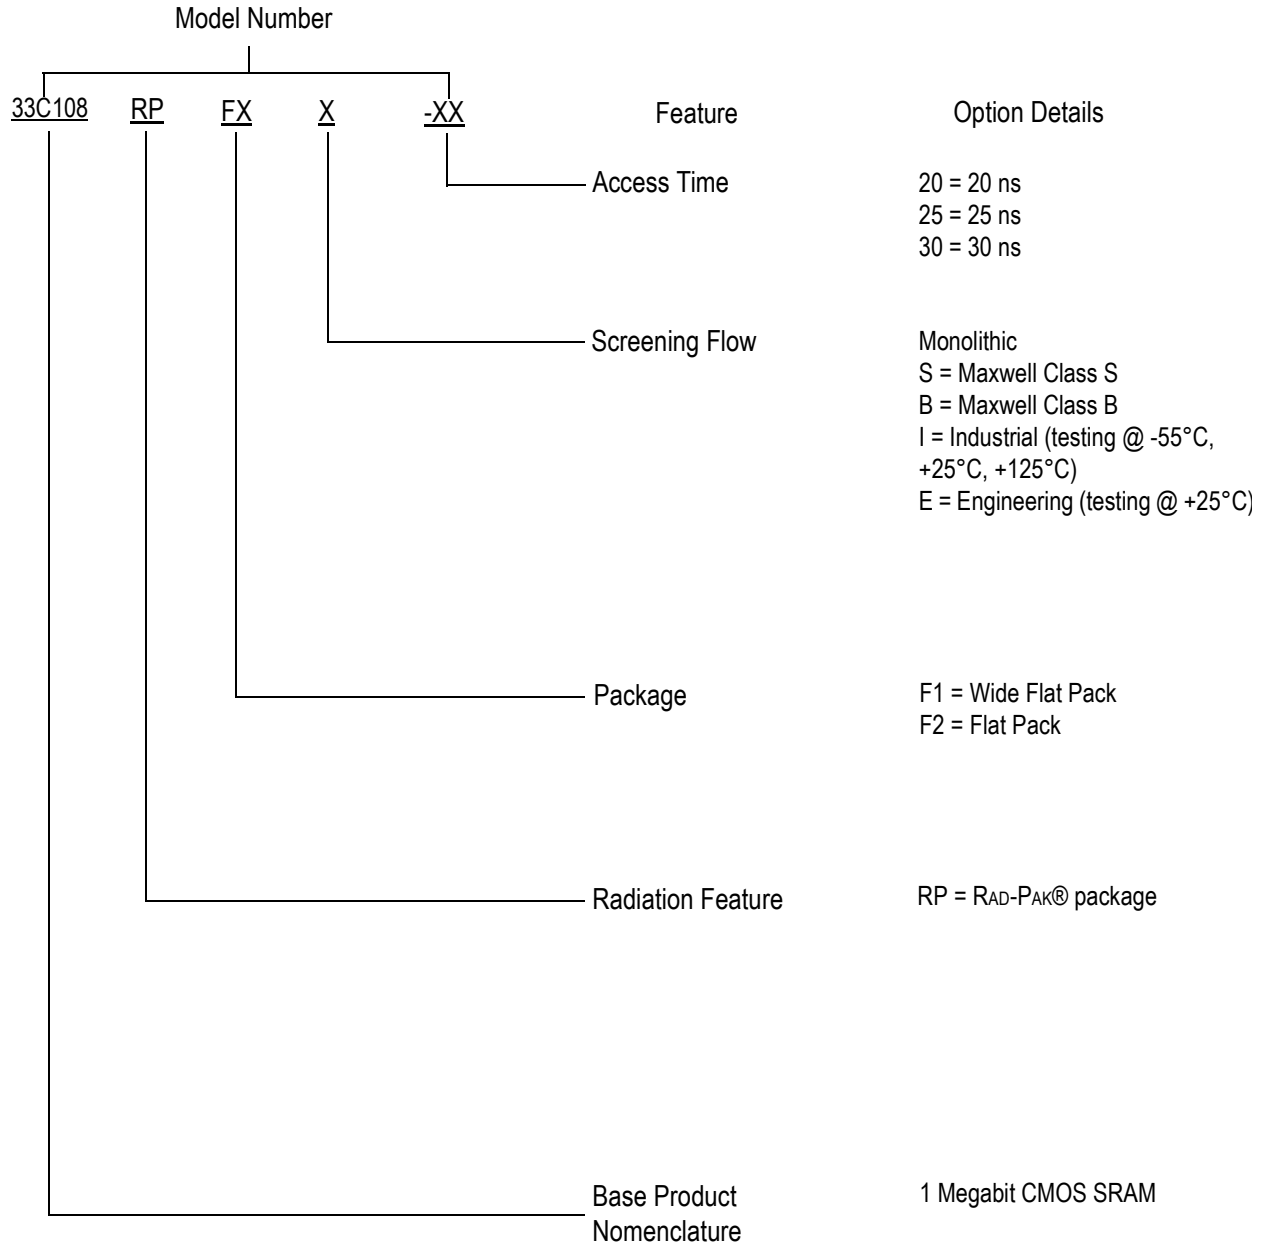 Model Number
33C108 RP FX X -XX Feature Option Details
Access Time 20 = 20 ns
25 = 25 ns
30 = 30 ns
Screening Flow Monolithic
S = Maxwell Class S
B = Maxwell Class B
I = Industrial (testing @ -55°C,
+25°C, +125°C)
E = Engineering (testing @ +25°C)
Package F1 = Wide Flat Pack
F2 = Flat Pack
Radiation Feature RP = RAD-PAK® package
Base Product 1 Megabit CMOS SRAM
Nomenclature